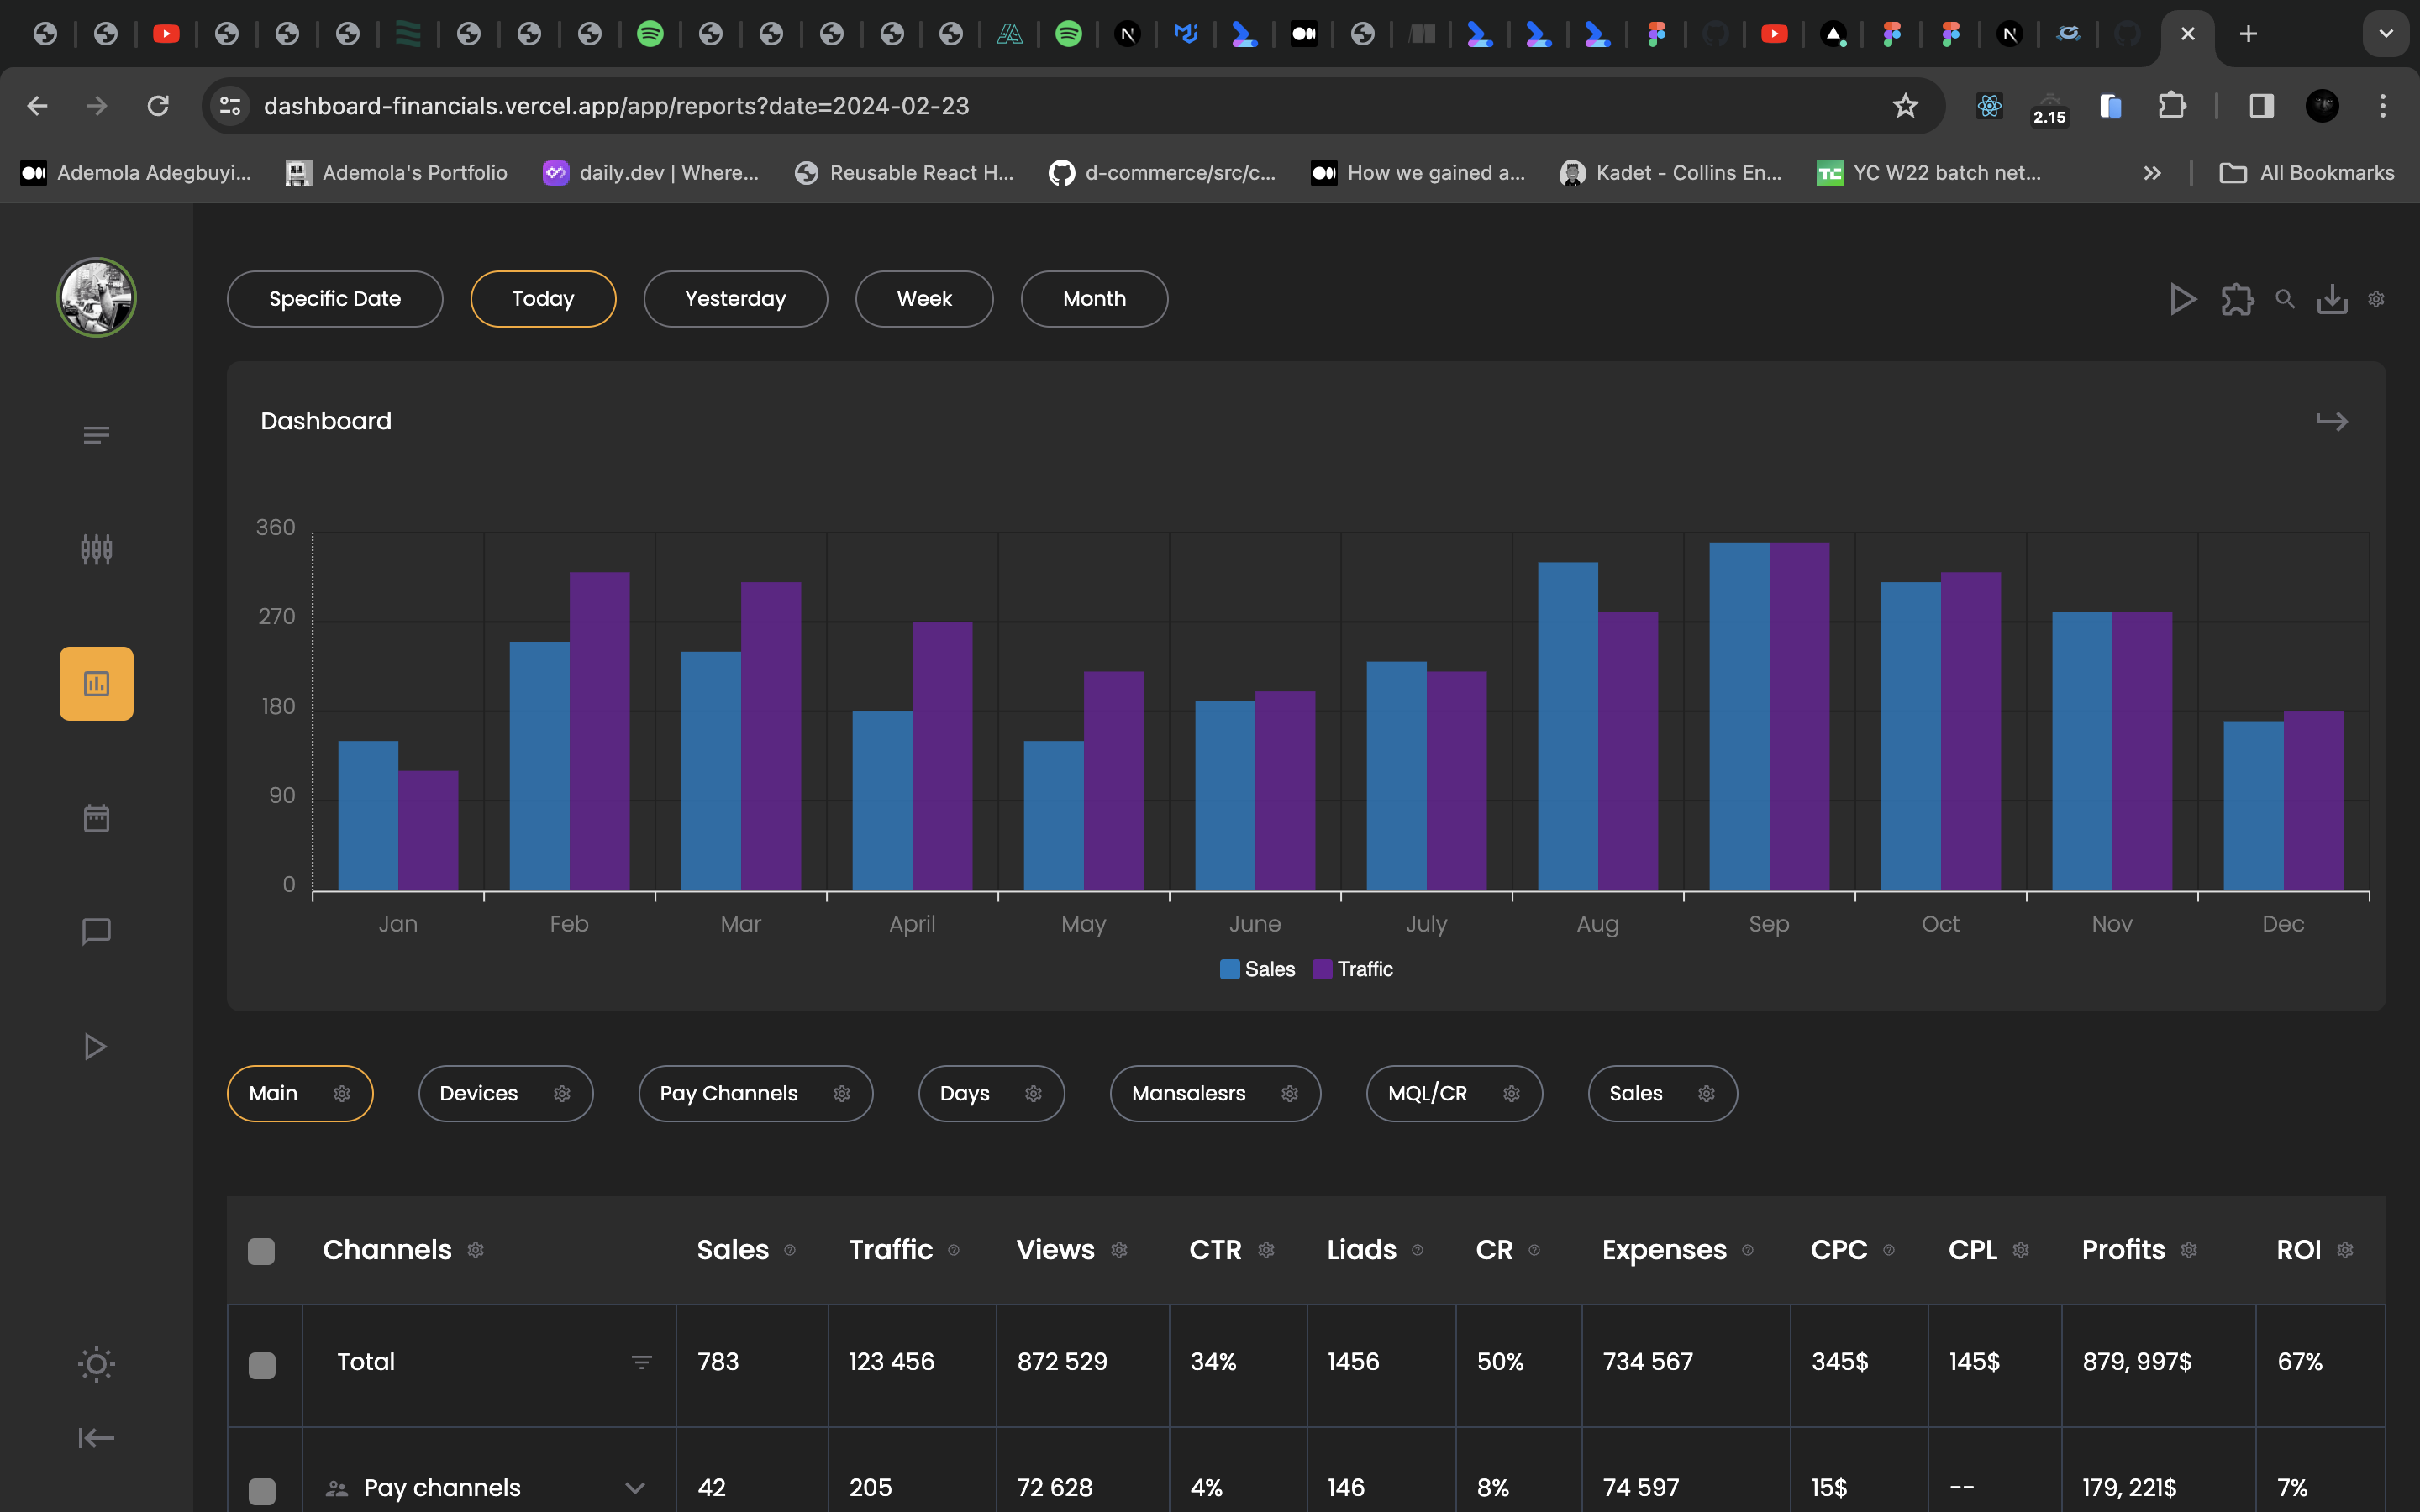 dashboard-financials.vercel.app/app/reports?date=2024-02-23
2.15
Ademola Adegbuyi...
Ademola's Portfolio
daily.dev | Where...
Reusable React H...
d-commerce/src/c...
How we gained a...
Kadet - Collins En...
TC YC W22 batch net...
All Bookmarks
Specific Date
Today
Yesterday
Week
Month
Dashboard
360
270
180
90
0
Jan Feb Mar April May June July Aug Sep Oct Nov Dec
Sales Traffic
Main
Devices
Pay Channels
Days
Mansalesrs
MQL/CR
Sales
Channels Sales Traffic Views CTR Liads CR Expenses CPC CPL Profits ROI
Total 783 123 456 872 529 34% 1456 50% 734 567 345$ 145$ 879, 997$ 67%
Pay channels 42 205 72 628 4% 146 8% 74 597 15$ -- 179, 221$ 7%